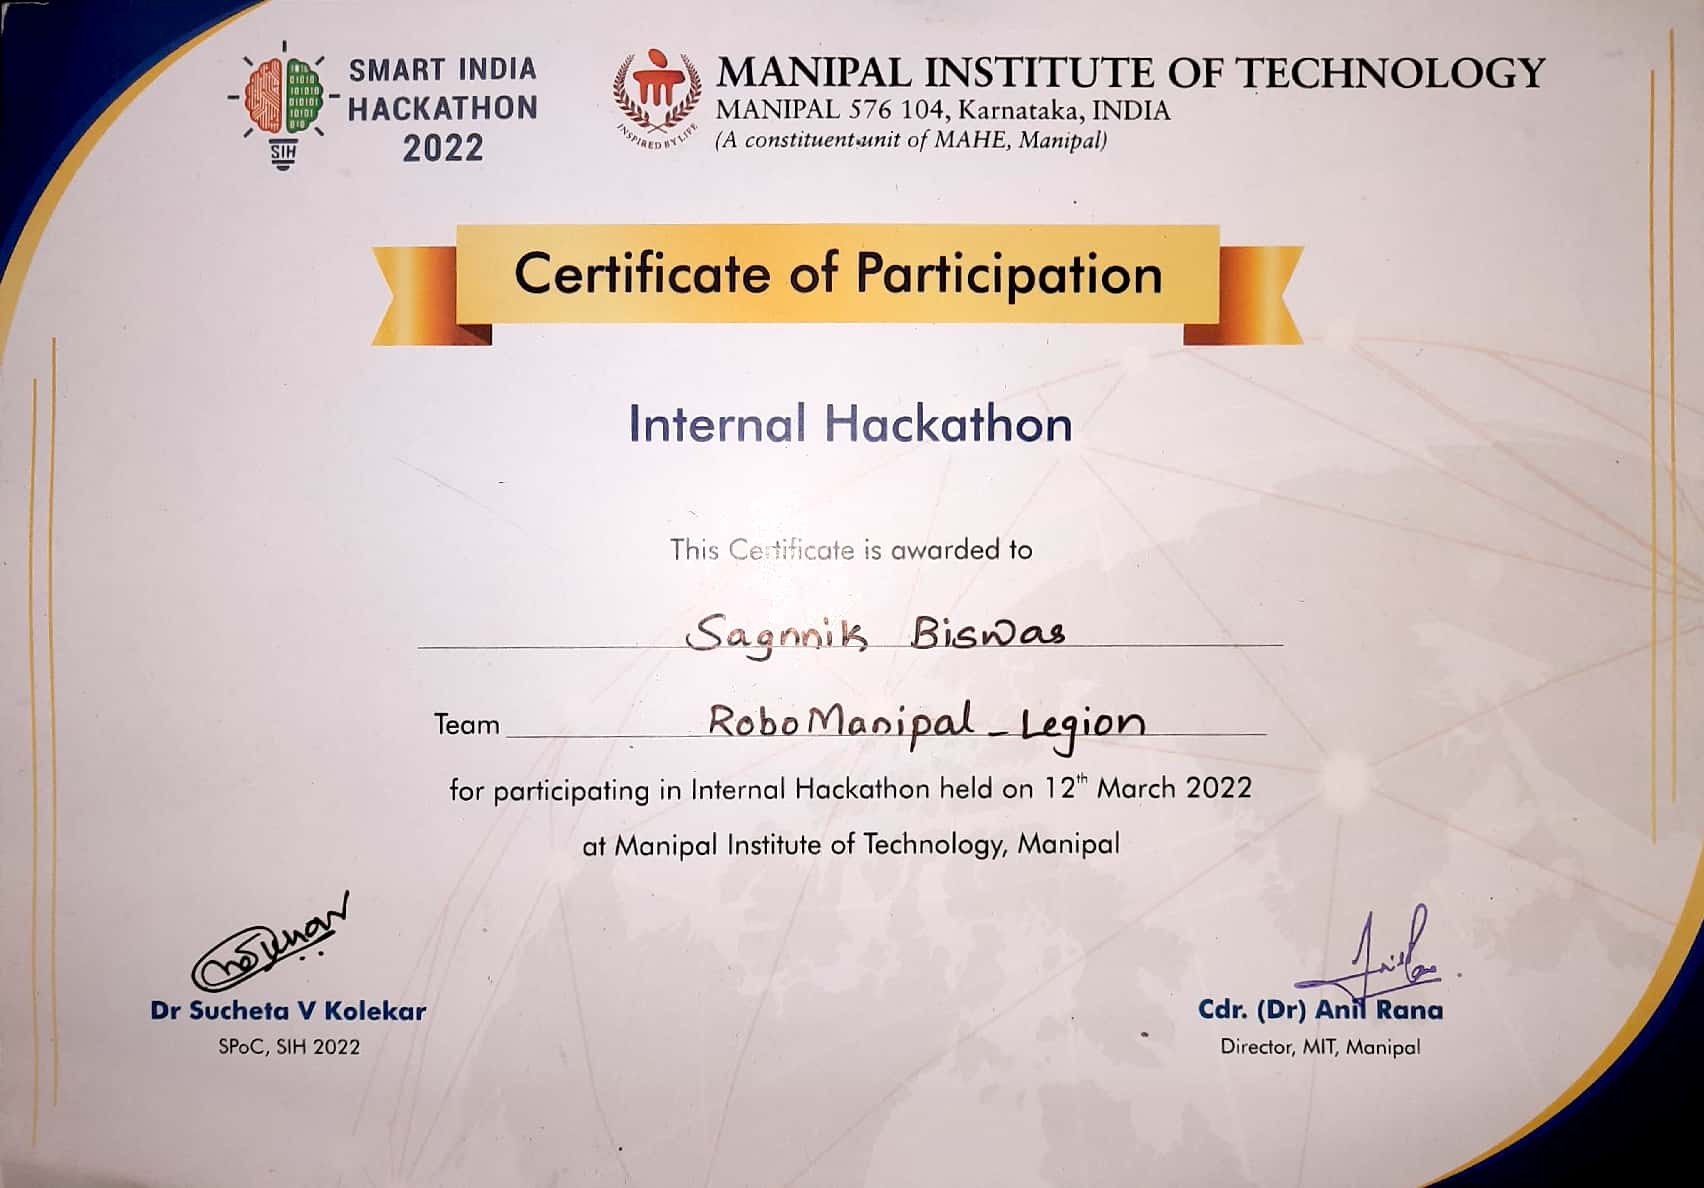 SMART INDIA
HACKATHON
2022
SIH
INSPIRED BY LIFE
MANIPAL INSTITUTE OF TECHNOLOGY
MANIPAL 576 104, Karnataka, INDIA
(A constituent unit of MAHE, Manipal)
Certificate of Participation
Internal Hackathon
This Certificate is awarded to
Sagnnik Biswas
Team RoboManipal_Legion
for participating in Internal Hackathon held on 12th March 2022
at Manipal Institute of Technology, Manipal
Dr Sucheta V Kolekar
SPoC, SIH 2022
Cdr. (Dr) Anil Rana
Director, MIT, Manipal